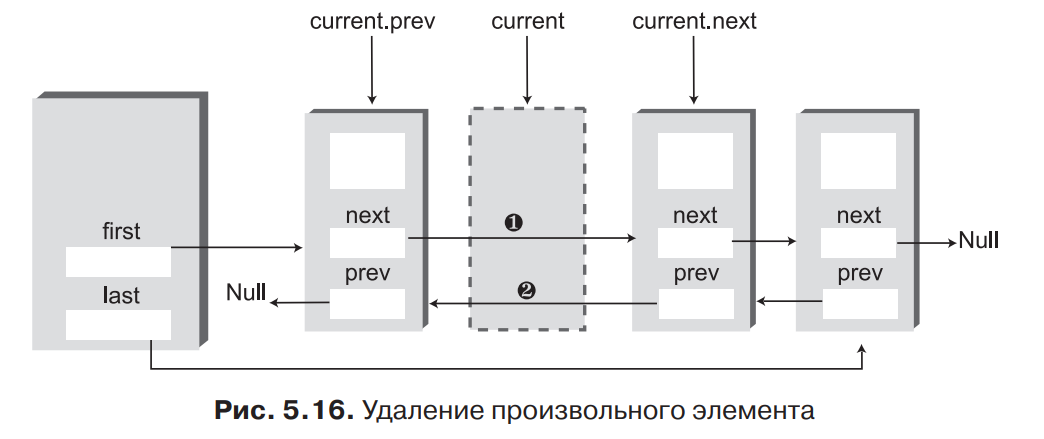 current.prev current current.next
first next next next
❶
Null
last prev prev prev
Null
❷
Рис. 5.16. Удаление произвольного элемента